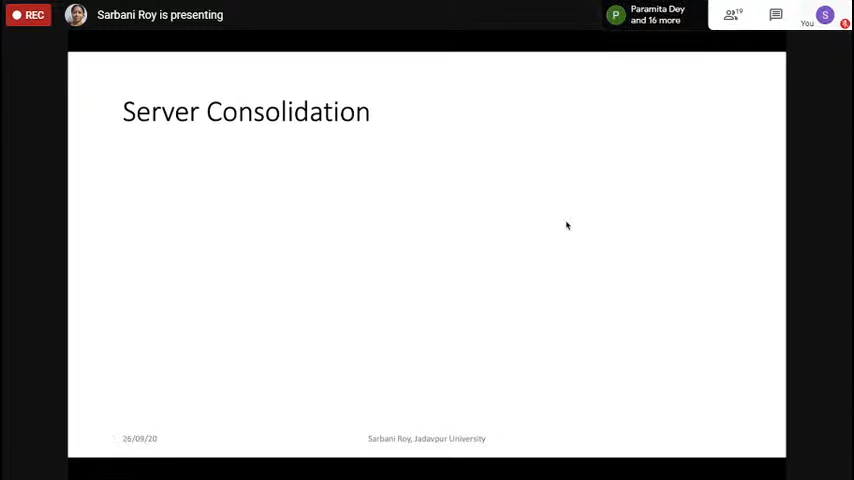 REC
Sarbani Roy is presenting
P
Paramita Dey
and 16 more
19
You
S
Server Consolidation
26/09/20
Sarbani Roy, Jadavpur University